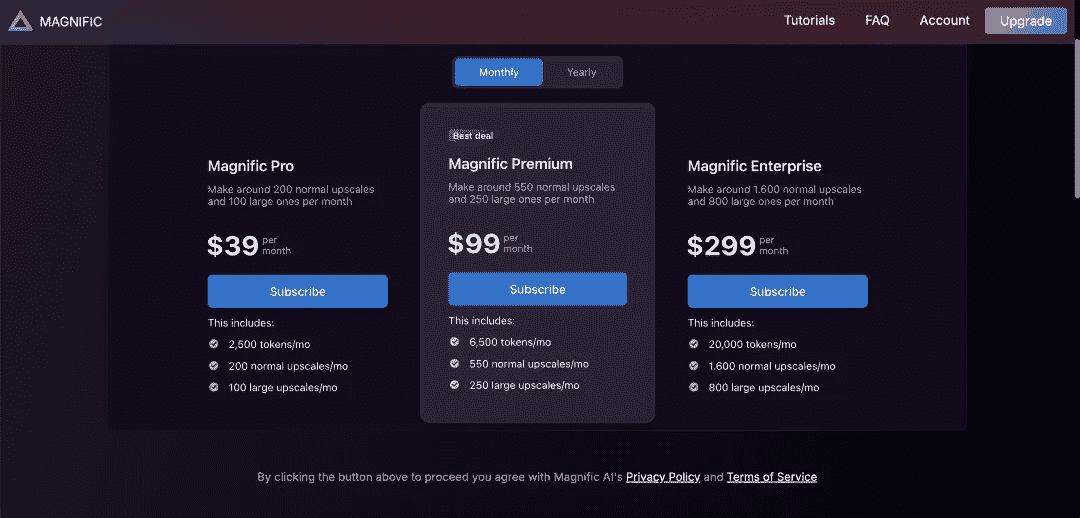 MAGNIFIC
Tutorials
FAQ
Account
Upgrade
Monthly
Yearly
Magnific Pro
Make around 200 normal upscales
and 100 large ones per month
$39 per
month
Subscribe
This includes:
2,500 tokens/mo
200 normal upscales/mo
100 large upscales/mo
Best deal
Magnific Premium
Make around 550 normal upscales
and 250 large ones per month
$99 per
month
Subscribe
This includes:
6,500 tokens/mo
550 normal upscales/mo
250 large upscales/mo
Magnific Enterprise
Make around 1.600 normal upscales
and 800 large ones per month
$299 per
month
Subscribe
This includes:
20,000 tokens/mo
1.600 normal upscales/mo
800 large upscales/mo
By clicking the button above to proceed you agree with Magnific AI's Privacy Policy and Terms of Service